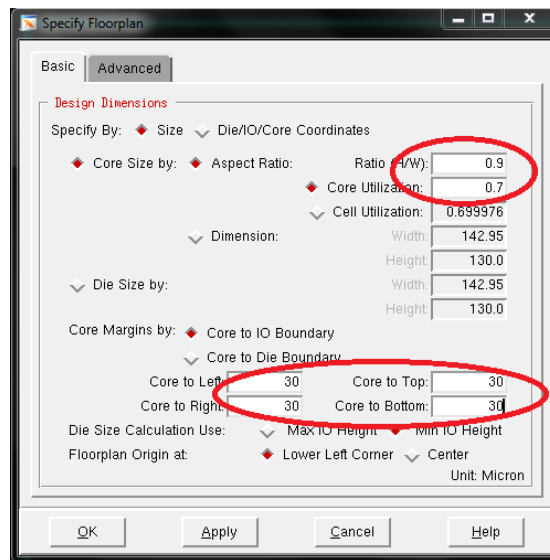 Specify Floorplan
Basic Advanced
Design Dimensions
Specify By: Size Die/IO/Core Coordinates
Core Size by: Aspect Ratio: Ratio (H/W): 0.9
Core Utilization: 0.7
Cell Utilization: 0.699976
Dimension: Width: 142.95
Height: 130.0
Die Size by: Width: 142.95
Height: 130.0
Core Margins by: Core to IO Boundary
Core to Die Boundary
Core to Left: 30 Core to Top: 30
Core to Right: 30 Core to Bottom: 30
Die Size Calculation Use: Max IO Height Min IO Height
Floorplan Origin at: Lower Left Corner Center
Unit: Micron
OK Apply Cancel Help